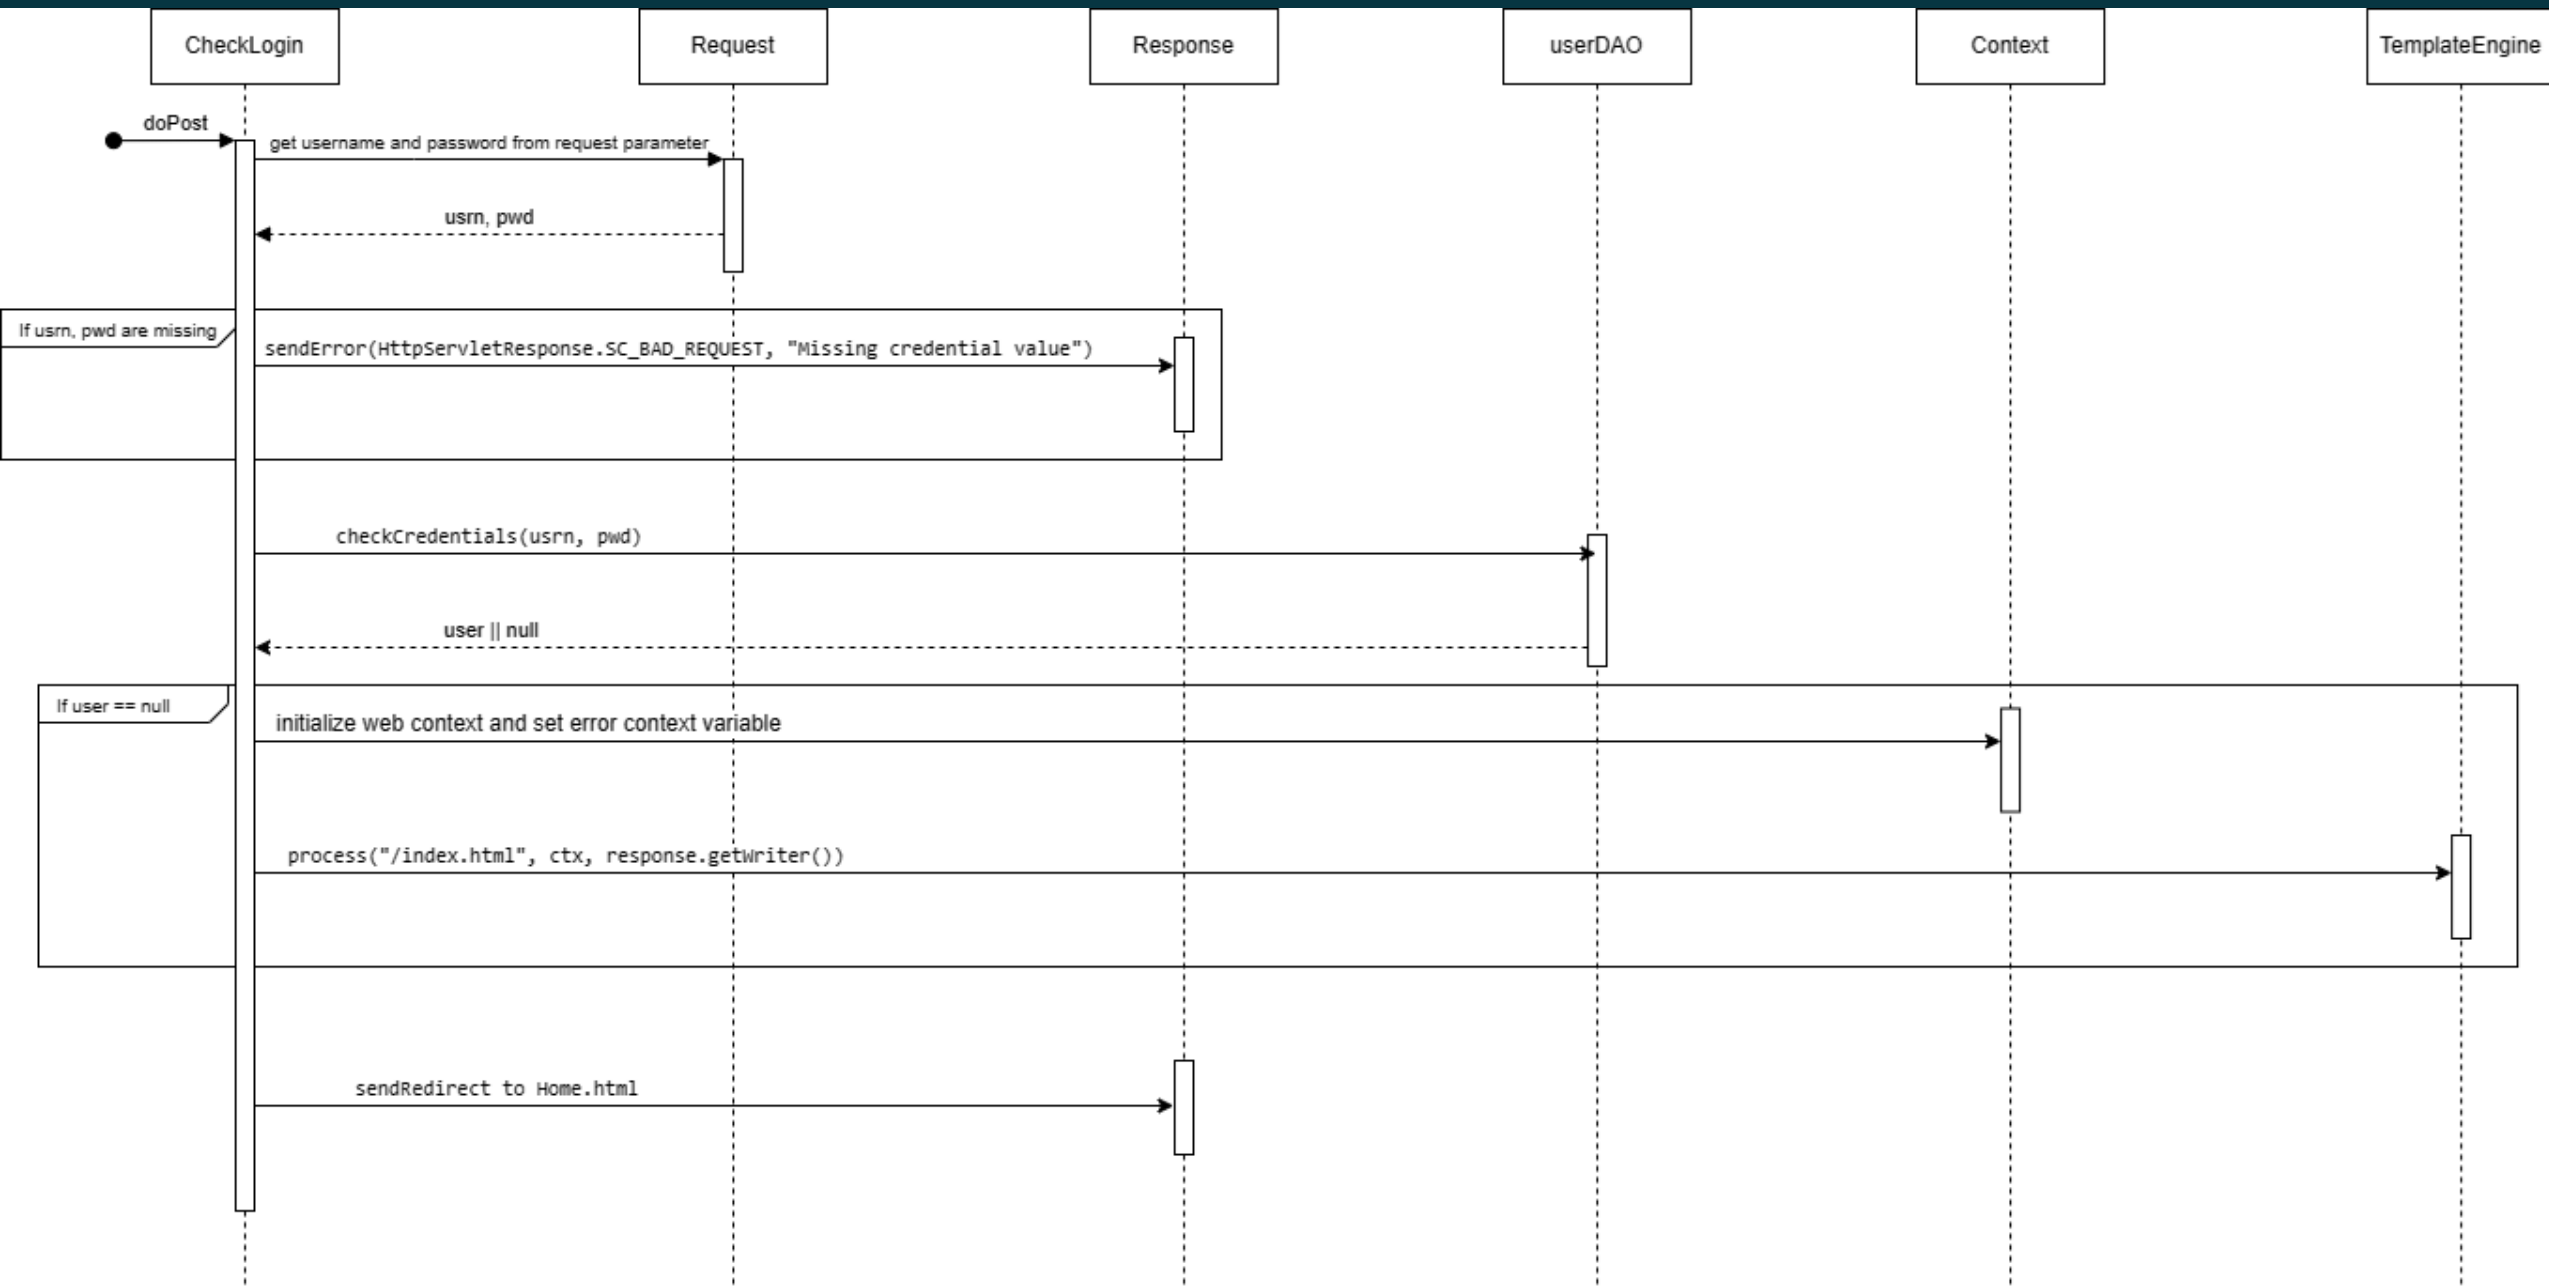 CheckLogin
Request
Response
userDAO
Context
TemplateEngine
doPost
get username and password from request parameter
usrn, pwd
If usrn, pwd are missing
sendError(HttpServletResponse.SC_BAD_REQUEST, "Missing credential value")
checkCredentials(usrn, pwd)
user || null
If user == null
initialize web context and set error context variable
process("/index.html", ctx, response.getWriter())
sendRedirect to Home.html